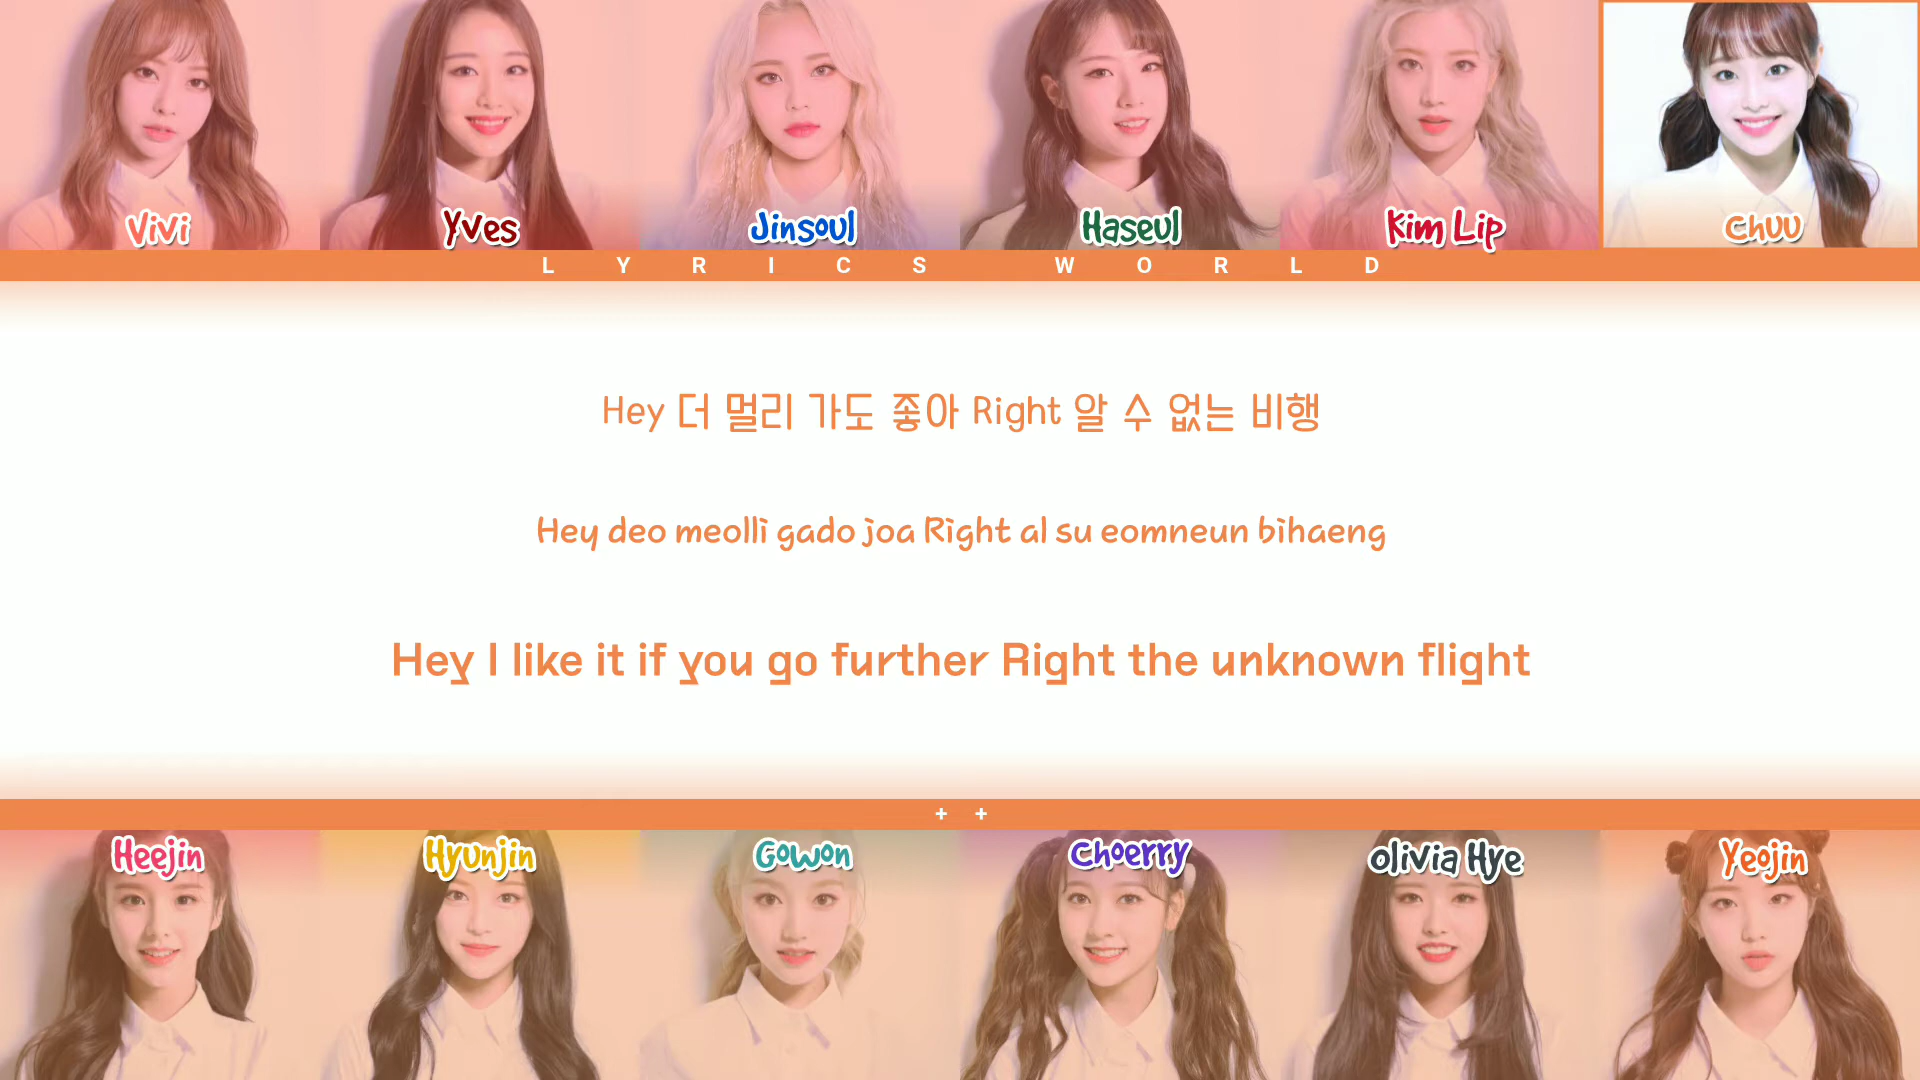 ViVi Yves Jinsoul Haseul Kim Lip Chuu
LYRICS WORLD
Hey 더 멀리 가도 좋아 Right 알 수 없는 비행
Hey deo meolli gado joa Right al su eomneun bihaeng
Hey I like it if you go further Right the unknown flight
+ +
Heejin Hyunjin Gowon Choerry Olivia Hye Yeojin